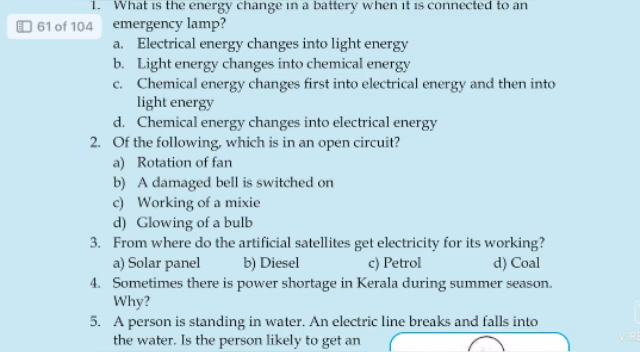 1. What is the energy change in a battery when it is connected to an
61 of 104
emergency lamp?
a. Electrical energy changes into light energy
b. Light energy changes into chemical energy
c. Chemical energy changes first into electrical energy and then into
light energy
d. Chemical energy changes into electrical energy
2. Of the following, which is in an open circuit?
a) Rotation of fan
b) A damaged bell is switched on
c) Working of a mixie
d) Glowing of a bulb
3. From where do the artificial satellites get electricity for its working?
a) Solar panel b) Diesel c) Petrol d) Coal
4. Sometimes there is power shortage in Kerala during summer season.
Why?
5. A person is standing in water. An electric line breaks and falls into
the water. Is the person likely to get an